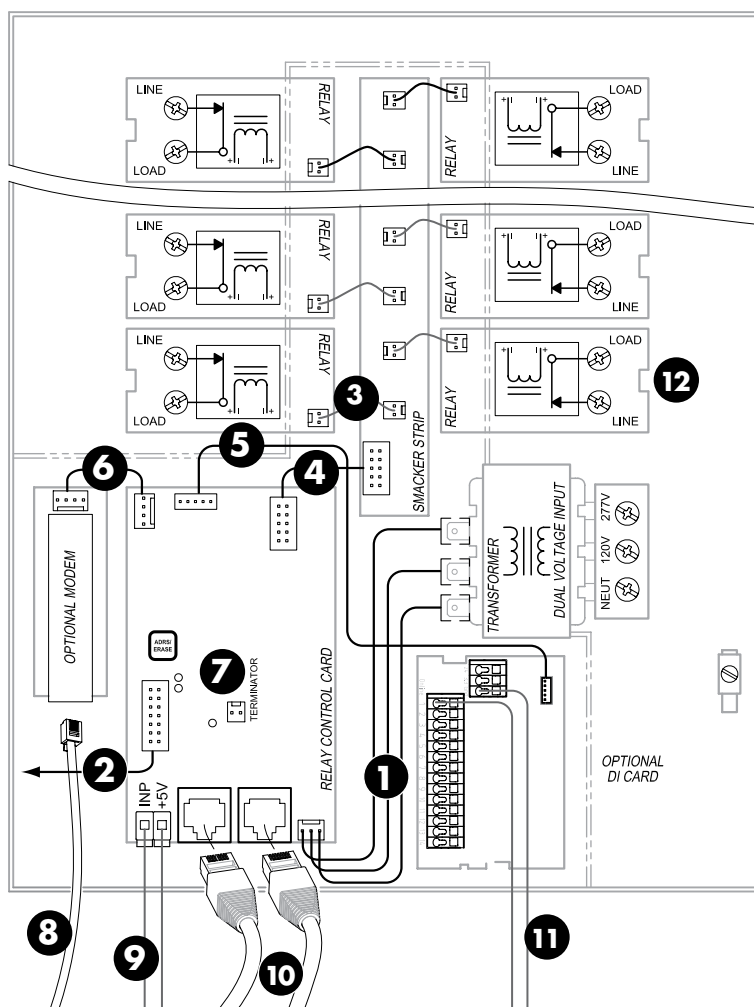 LINE
LOAD
RELAY
RELAY
LOAD
LINE
LINE
LOAD
RELAY
RELAY
LOAD
LINE
LINE
LOAD
RELAY
3
SMACKER STRIP
RELAY
LOAD
LINE
12
6
5
4
OPTIONAL MODEM
ADRS/
ERASE
7
TERMINATOR
RELAY CONTROL CARD
TRANSFORMER
DUAL VOLTAGE INPUT
277V
120V
NEUT
2
INP
+5V
1
OPTIONAL
DI CARD
8
9
10
11